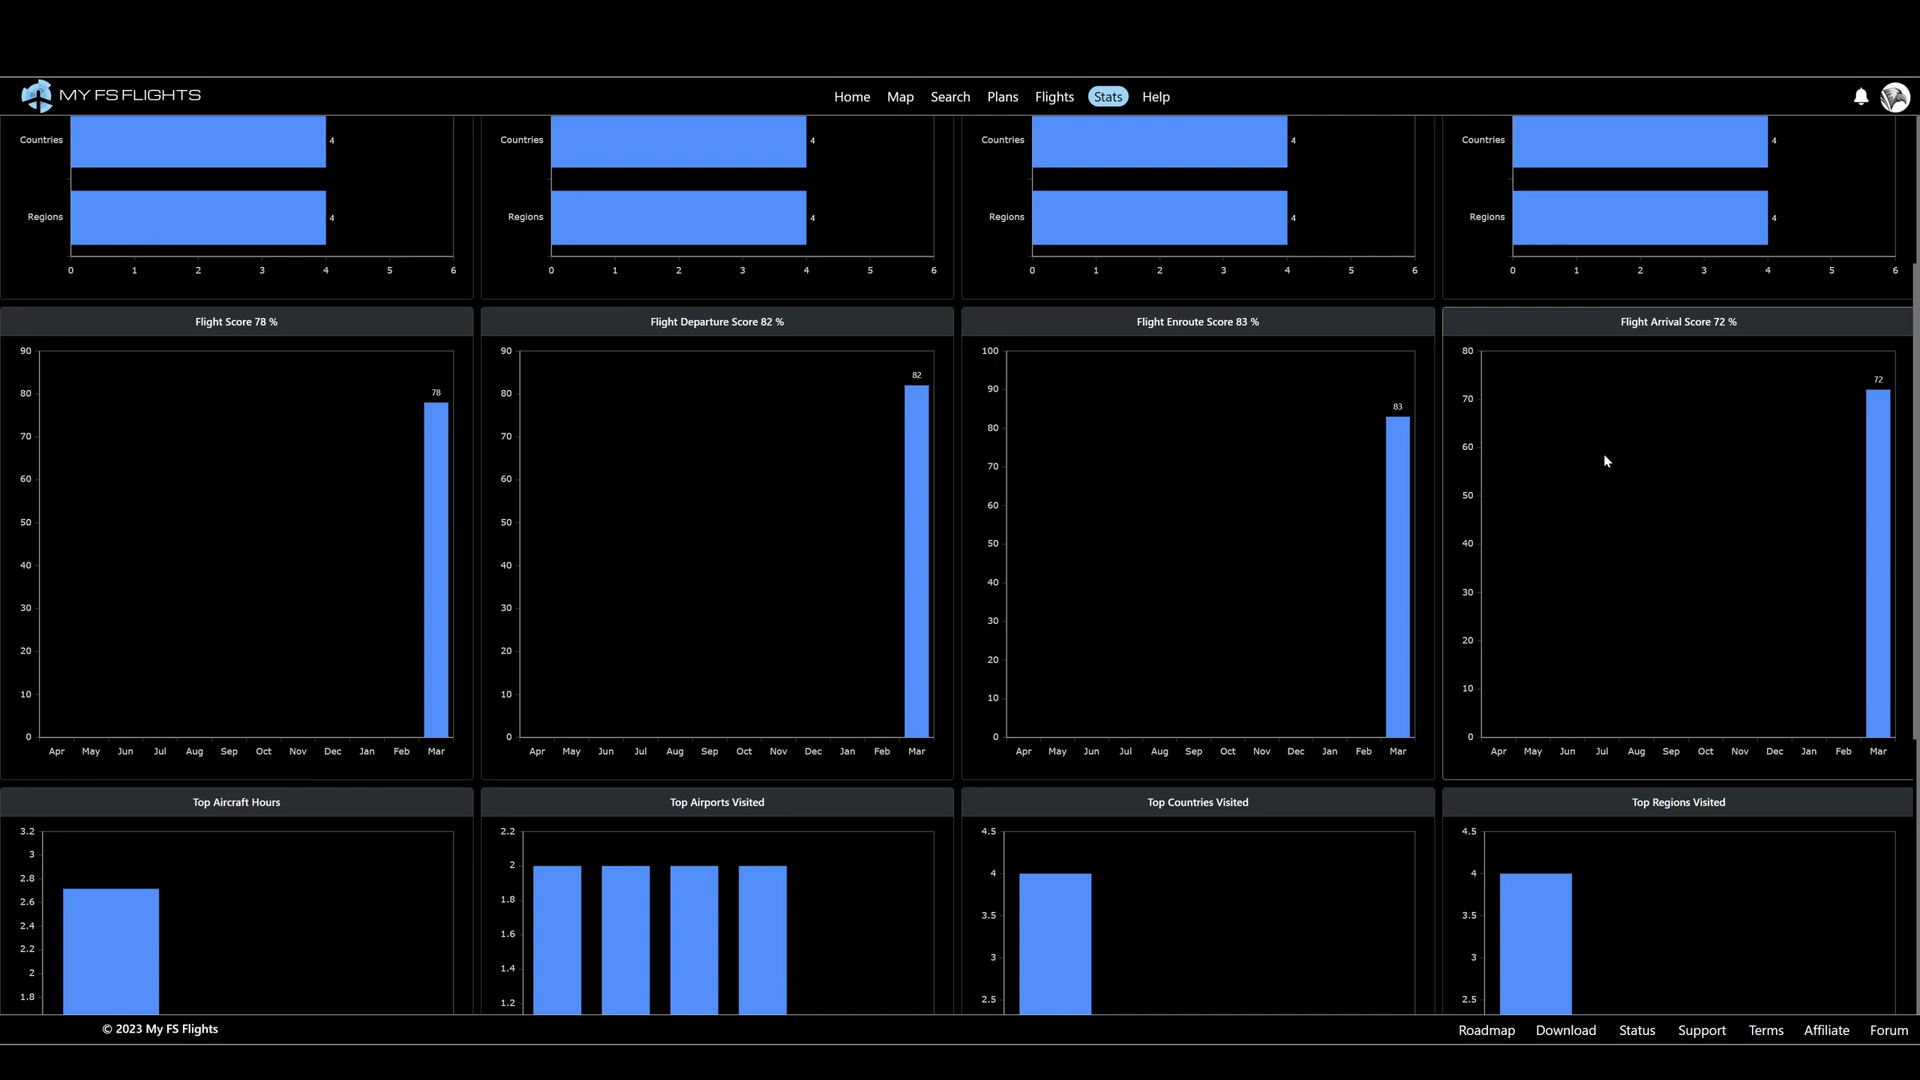 MY FS FLIGHTS
Home Map Search Plans Flights Stats Help
Countries 4
Regions 4
0 1 2 3 4 5 6
Countries 4
Regions 4
0 1 2 3 4 5 6
Countries 4
Regions 4
0 1 2 3 4 5 6
Countries 4
Regions 4
0 1 2 3 4 5 6
Flight Score 78 %
90
80
70
60
50
40
30
20
10
0
78
Apr May Jun Jul Aug Sep Oct Nov Dec Jan Feb Mar
Flight Departure Score 82 %
90
80
70
60
50
40
30
20
10
0
82
Apr May Jun Jul Aug Sep Oct Nov Dec Jan Feb Mar
Flight Enroute Score 83 %
100
90
80
70
60
50
40
30
20
10
0
83
Apr May Jun Jul Aug Sep Oct Nov Dec Jan Feb Mar
Flight Arrival Score 72 %
80
70
60
50
40
30
20
10
0
72
Apr May Jun Jul Aug Sep Oct Nov Dec Jan Feb Mar
Top Aircraft Hours
3.2
3
2.8
2.6
2.4
2.2
2
1.8
Top Airports Visited
2.2
2
1.8
1.6
1.4
1.2
Top Countries Visited
4.5
4
3.5
3
2.5
Top Regions Visited
4.5
4
3.5
3
2.5
© 2023 My FS Flights
Roadmap Download Status Support Terms Affiliate Forum